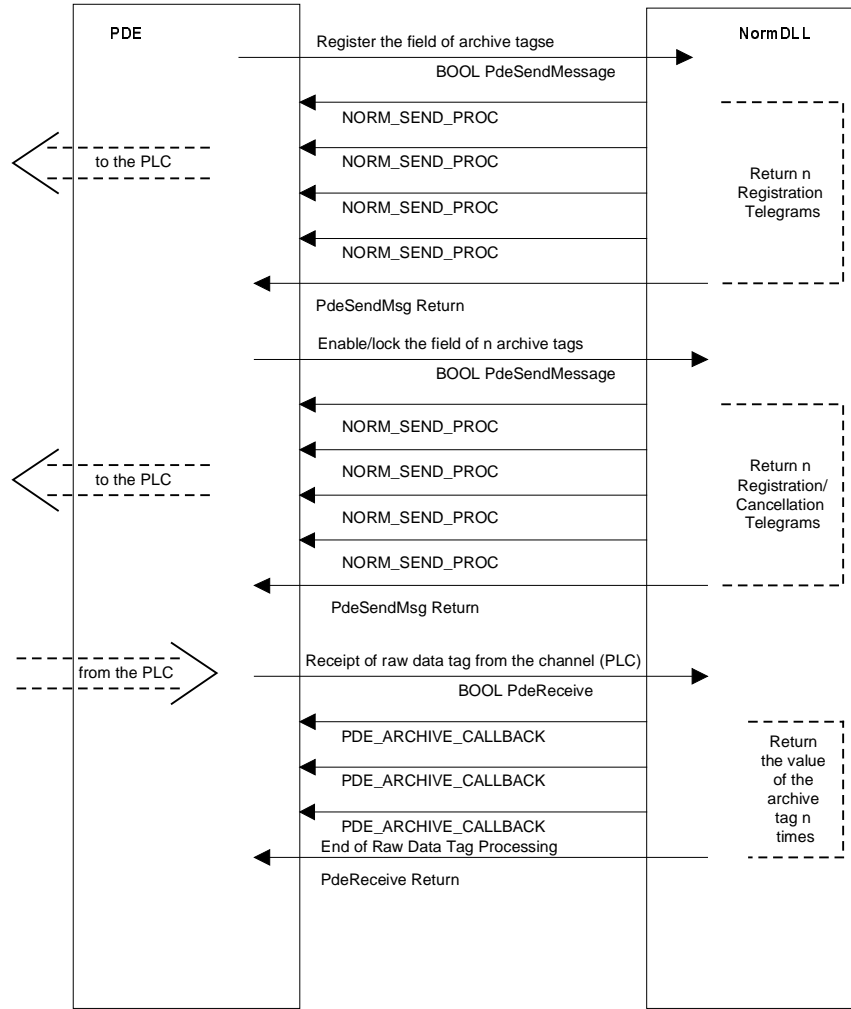 PDE
NormDLL
Register the field of archive tagse
BOOL PdeSendMessage
NORM_SEND_PROC
to the PLC
NORM_SEND_PROC
NORM_SEND_PROC
NORM_SEND_PROC
Return n
Registration
Telegrams
PdeSendMsg Return
Enable/lock the field of n archive tags
BOOL PdeSendMessage
NORM_SEND_PROC
to the PLC
NORM_SEND_PROC
NORM_SEND_PROC
NORM_SEND_PROC
Return n
Registration/
Cancellation
Telegrams
PdeSendMsg Return
from the PLC
Receipt of raw data tag from the channel (PLC)
BOOL PdeReceive
PDE_ARCHIVE_CALLBACK
PDE_ARCHIVE_CALLBACK
PDE_ARCHIVE_CALLBACK
Return
the value
of the
archive
tag n
times
End of Raw Data Tag Processing
PdeReceive Return